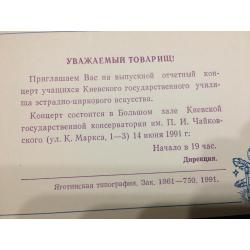 УВАЖАЕМЫЙ ТОВАРИЩ!
Приглашаем Вас на выпускной отчетный кон-
церт учащихся Киевского государственного учили-
ща эстрадно-циркового искусства.
Концерт состоится в Большом зале Киевской
государственной консерватории им. П. И. Чайков-
ского (ул. К. Маркса, 1—3) 14 июня 1991 г.
Начало в 19 час.
Дирекция.
Яготинская типография. Зак. 1861—750, 1991.